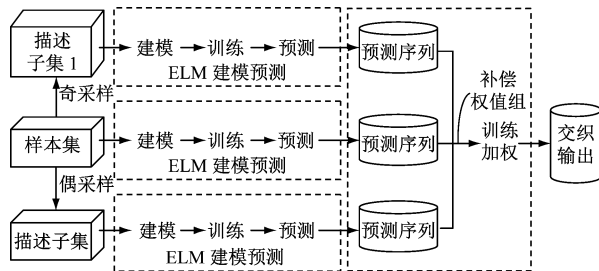 描述
子集 1
建模
训练
预测
ELM 建模预测
预测序列
奇采样
样本集
建模
训练
预测
ELM 建模预测
预测序列
补偿
权值组
训练
加权
交织
输出
偶采样
描述子集
建模
训练
预测
ELM 建模预测
预测序列